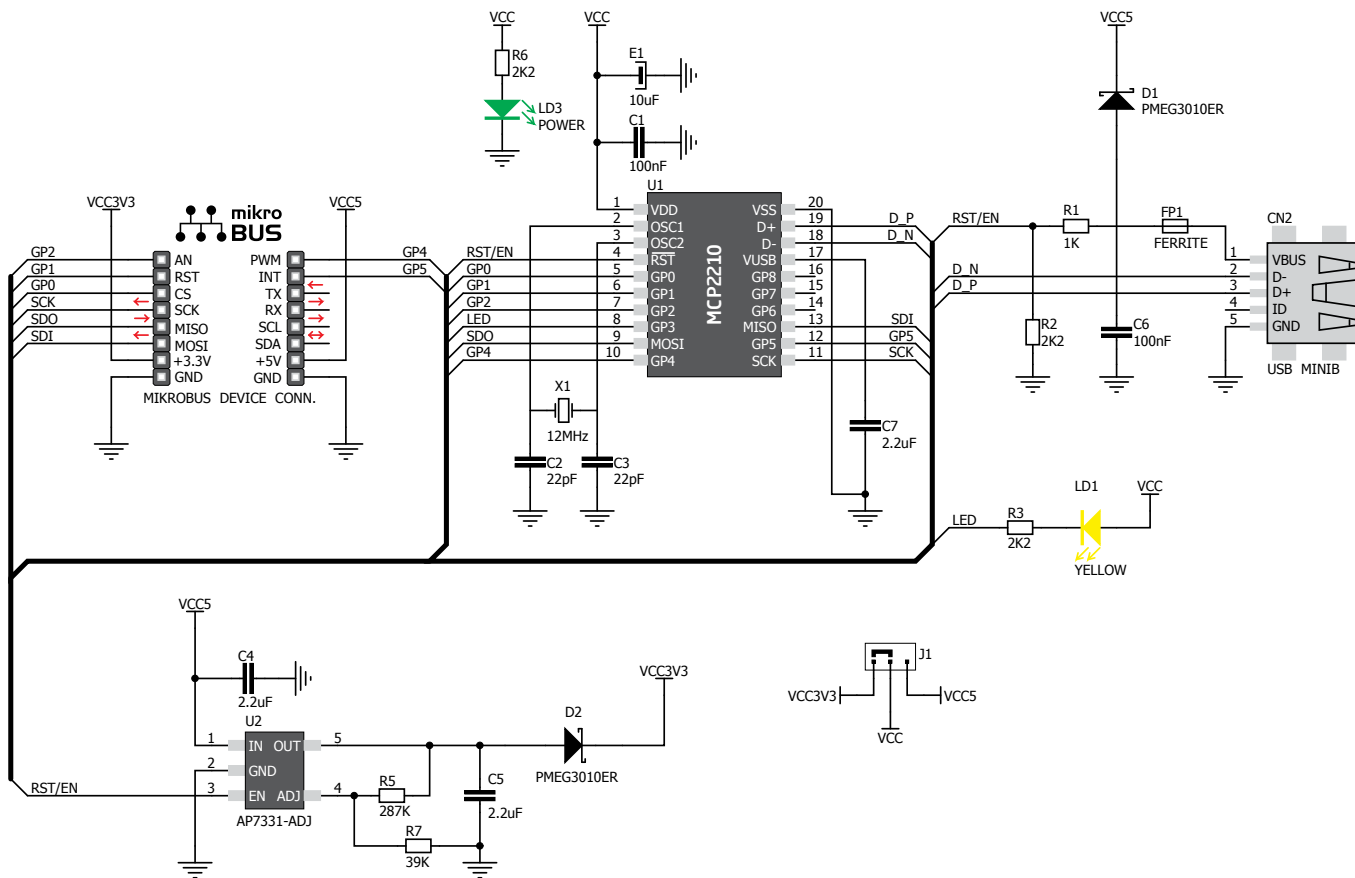 VCC
R6
2K2
LD3
POWER
VCC
E1
10uF
C1
100nF
VCC5
D1
PMEG3010ER
VCC3V3
mikro
BUS
VCC5
GP2
GP1
GP0
SCK
SDO
SDI
AN
RST
CS
SCK
MISO
MOSI
+3.3V
GND
PWM
INT
TX
RX
SCL
SDA
+5V
GND
GP4
GP5
MIKROBUS DEVICE CONN.
RST/EN
GP0
GP1
GP2
LED
SDO
GP4
U1
1
2
3
4
5
6
7
8
9
10
VDD
OSC1
OSC2
RST
GP0
GP1
GP2
GP3
MOSI
GP4
MCP2210
VSS
D+
D-
VUSB
GP8
GP7
GP6
MISO
GP5
SCK
20
19
18
17
16
15
14
13
12
11
D_P
D_N
SDI
GP5
SCK
X1
12MHz
C2
22pF
C3
22pF
C7
2.2uF
RST/EN
R1
1K
FP1
FERRITE
D_N
D_P
R2
2K2
C6
100nF
CN2
1
2
3
4
5
VBUS
D-
D+
ID
GND
USB MINIB
LED
R3
2K2
LD1
YELLOW
VCC
VCC5
C4
2.2uF
U2
1
2
3
IN
GND
EN
OUT
ADJ
5
4
AP7331-ADJ
RST/EN
R5
287K
R7
39K
C5
2.2uF
D2
PMEG3010ER
VCC3V3
J1
VCC3V3
VCC5
VCC